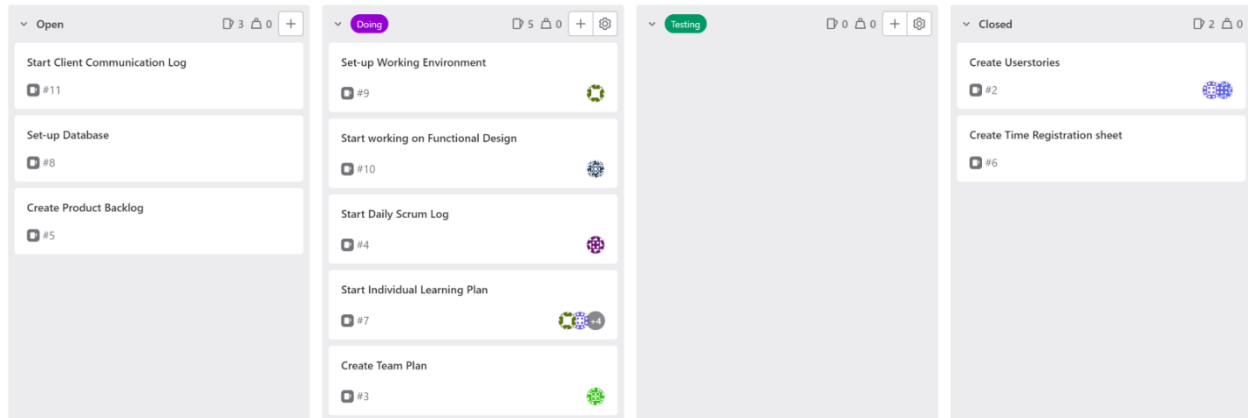 Open 3 0
Start Client Communication Log
#11
Set-up Database
#8
Create Product Backlog
#5
Doing 5 0
Set-up Working Environment
#9
Start working on Functional Design
#10
Start Daily Scrum Log
#4
Start Individual Learning Plan
#7 +4
Create Team Plan
#3
Testing 0 0
Closed 2 0
Create Userstories
#2
Create Time Registration sheet
#6